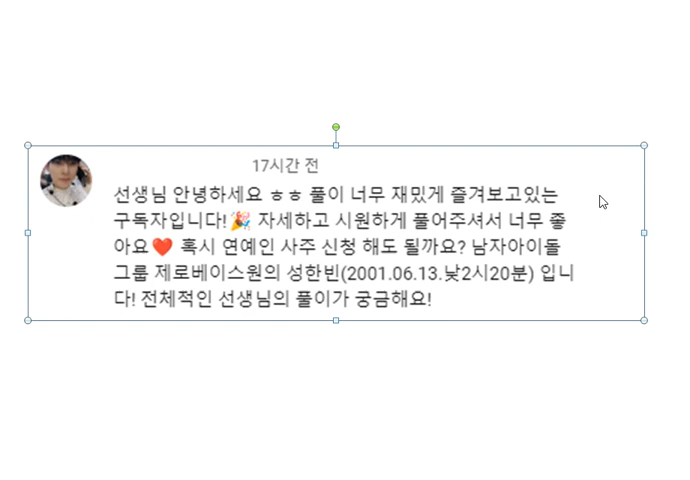 17시간 전
선생님 안녕하세요 ㅎㅎ 풀이 너무 재밌게 즐겨보고있는
구독자입니다!🎉 자세하고 시원하게 풀어주셔서 너무 좋
아요❤️ 혹시 연예인 사주 신청 해도 될까요? 남자아이돌
그룹 제로베이스원의 성한빈(2001.06.13.낮2시20분) 입니
다! 전체적인 선생님의 풀이가 궁금해요!